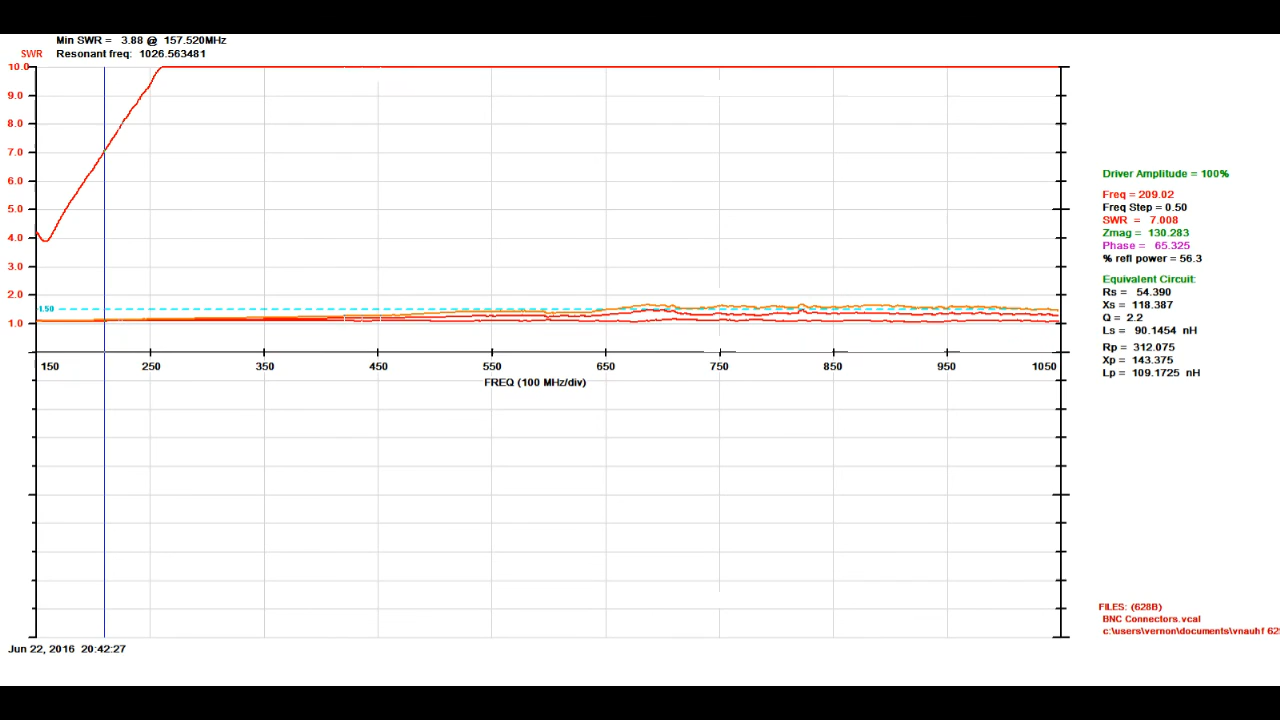 Min SWR = 3.88 @ 157.520MHz
SWR Resonant freq: 1026.563481
10.0
9.0
8.0
7.0
6.0
5.0
4.0
3.0
2.0
1.50
1.0
150 250 350 450 550 650 750 850 950 1050
FREQ (100 MHz/div)
Driver Amplitude = 100%
Freq = 209.02
Freq Step = 0.50
SWR = 7.008
Zmag = 130.283
Phase = 65.325
% refl power = 56.3
Equivalent Circuit:
Rs = 54.390
Xs = 118.387
Q = 2.2
Ls = 90.1454 nH
Rp = 312.075
Xp = 143.375
Lp = 109.1725 nH
FILES: (628B)
BNC Connectors.vcal
c:\users\vernon\documents\vnauhf 628
Jun 22, 2016 20:42:27